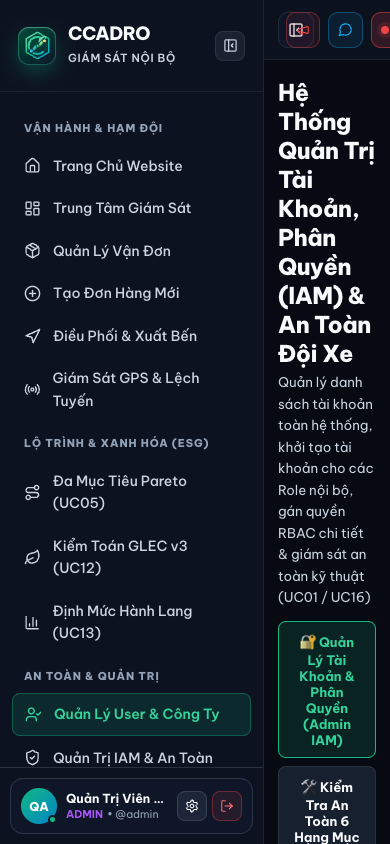 CCADRO
GIÁM SÁT NỘI BỘ
VẬN HÀNH & HẠM ĐỘI
Trang Chủ Website
Trung Tâm Giám Sát
Quản Lý Vận Đơn
Tạo Đơn Hàng Mới
Điều Phối & Xuất Bến
Giám Sát GPS & Lệch
Tuyến
LỘ TRÌNH & XANH HÓA (ESG)
Đa Mục Tiêu Pareto
(UC05)
Kiểm Toán GLEC v3
(UC12)
Định Mức Hành Lang
(UC13)
AN TOÀN & QUẢN TRỊ
Quản Lý User & Công Ty
Quản Trị IAM & An Toàn
QA
Quản Trị Viên ...
ADMIN • @admin
Hệ
Thống
Quản Trị
Tài
Khoản,
Phân
Quyền
(IAM) &
An Toàn
Đội Xe
Quản lý danh
sách tài khoản
toàn hệ thống,
khởi tạo tài
khoản cho các
Role nội bộ,
gán quyền
RBAC chi tiết
& giám sát an
toàn kỹ thuật
(UC01 / UC16)
🔐 Quản
Lý Tài
Khoản &
Phân
Quyền
(Admin
IAM)
🛠️ Kiểm
Tra An
Toàn 6
Hạng Mục